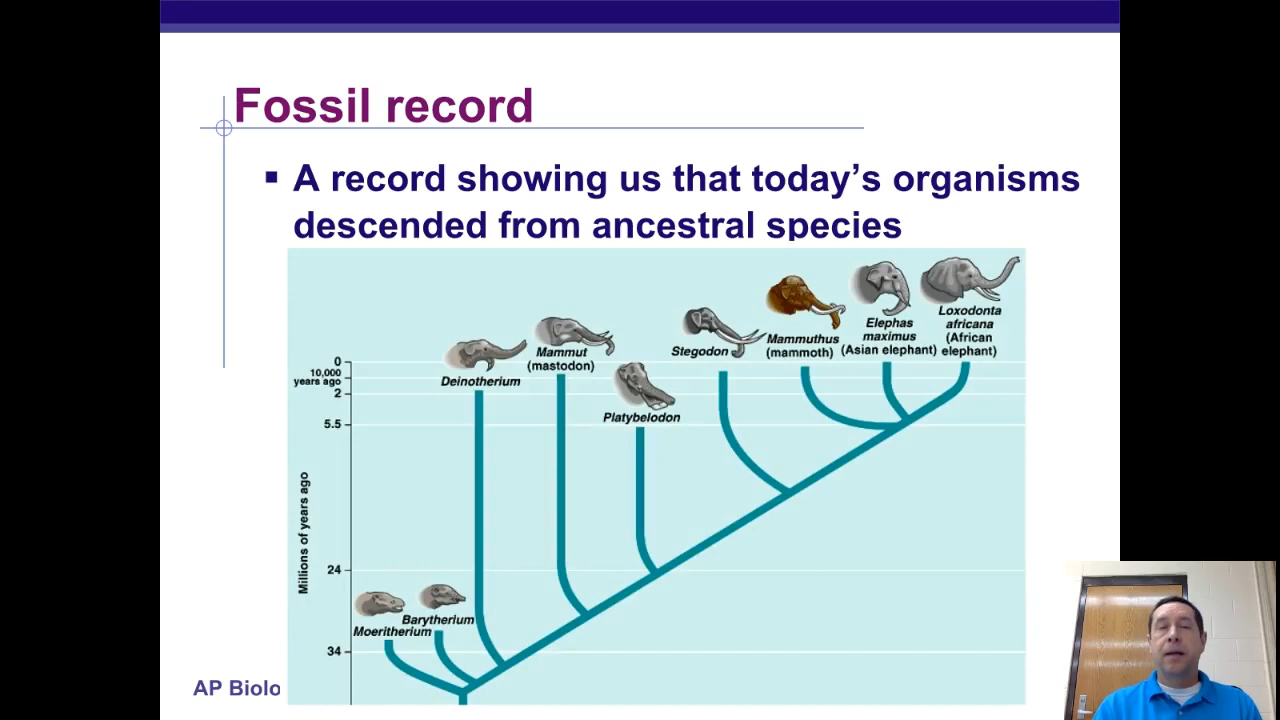 Fossil record
▪ A record showing us that today's organisms
descended from ancestral species
Loxodonta
africana
(African
elephant)
Elephas
maximus
(Asian elephant)
Mammuthus
(mammoth)
Stegodon
Mammut
(mastodon)
Deinotherium
Platybelodon
0
10,000
years ago
2
5.5
24
34
Millions of years ago
Barytherium
Moeritherium
AP Biolo